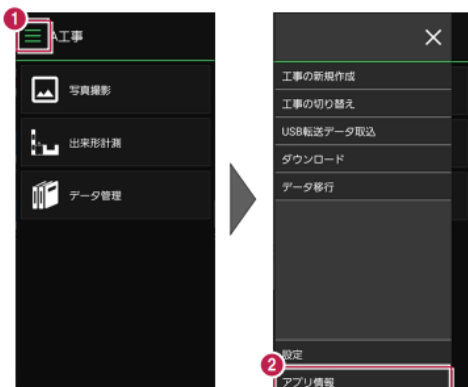 1
A工事
写真撮影
出来形計測
データ管理
工事の新規作成
工事の切り替え
USB転送データ取込
ダウンロード
データ移行
設定
2
アプリ情報